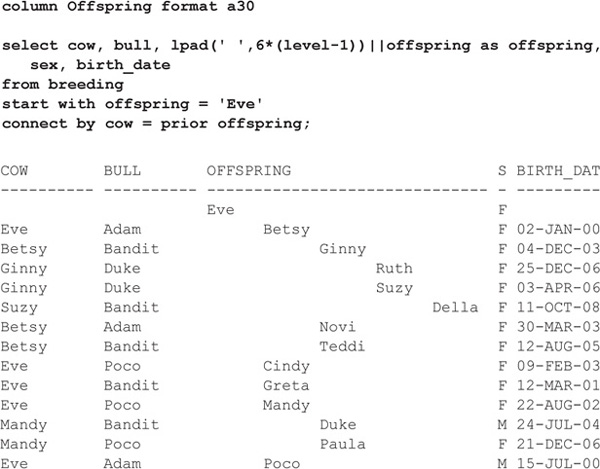 column Offspring format a30
select cow, bull, lpad(' ',6*(level-1))||offspring as offspring,
   sex, birth_date
from breeding
start with offspring = 'Eve'
connect by cow = prior offspring;
COW        BULL       OFFSPRING                      S BIRTH_DAT
---------- ---------- ------------------------------ - ---------
                      Eve                            F
Eve        Adam             Betsy                    F 02-JAN-00
Betsy      Bandit                 Ginny              F 04-DEC-03
Ginny      Duke                         Ruth         F 25-DEC-06
Ginny      Duke                         Suzy         F 03-APR-06
Suzy       Bandit                             Della  F 11-OCT-08
Betsy      Adam                   Novi               F 30-MAR-03
Betsy      Bandit                 Teddi              F 12-AUG-05
Eve        Poco             Cindy                    F 09-FEB-03
Eve        Bandit           Greta                    F 12-MAR-01
Eve        Poco             Mandy                    F 22-AUG-02
Mandy      Bandit                 Duke               M 24-JUL-04
Mandy      Poco                   Paula              F 21-DEC-06
Eve        Adam             Poco                     M 15-JUL-00